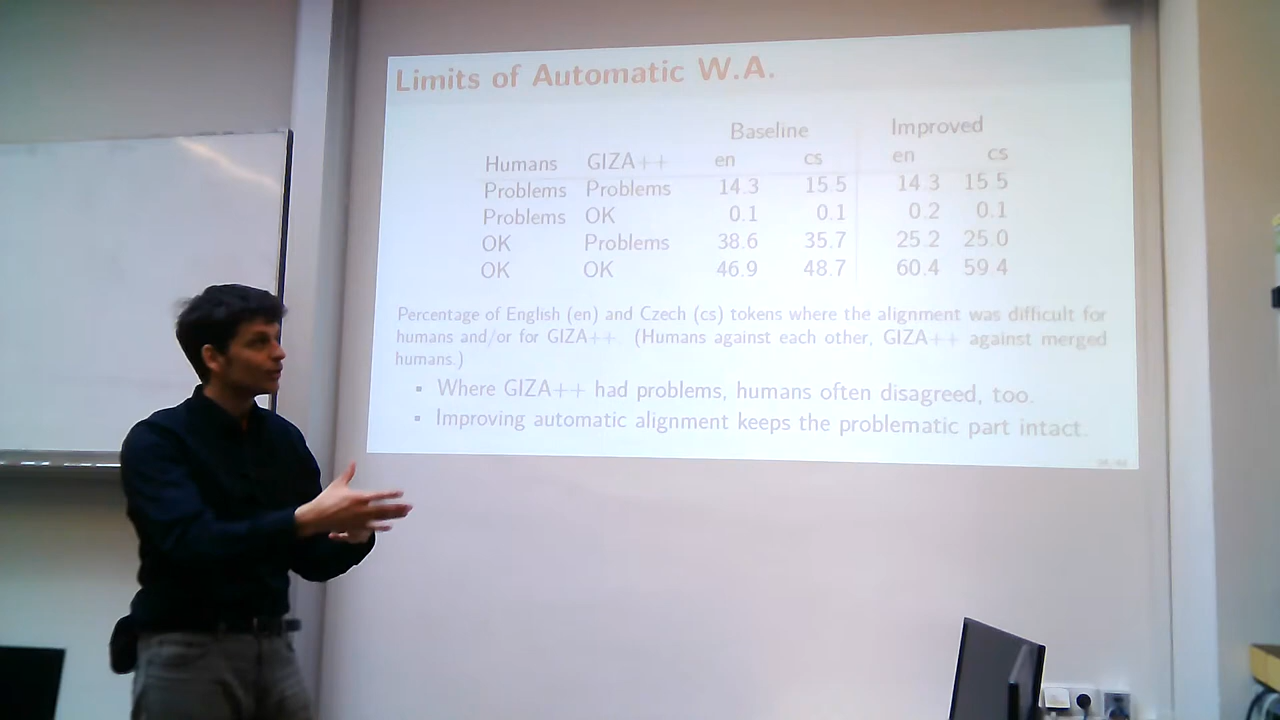 Limits of Automatic W.A.
Baseline Improved
Humans GIZA++ en cs en cs
Problems Problems 14.3 15.5 14.3 15.5
Problems OK 0.1 0.1 0.2 0.1
OK Problems 38.6 35.7 25.2 25.0
OK OK 46.9 48.7 60.4 59.4
Percentage of English (en) and Czech (cs) tokens where the alignment was difficult for
humans and/or for GIZA++ (Humans against each other, GIZA++ against merged
humans.)
▪ Where GIZA++ had problems, humans often disagreed, too.
▪ Improving automatic alignment keeps the problematic part intact.